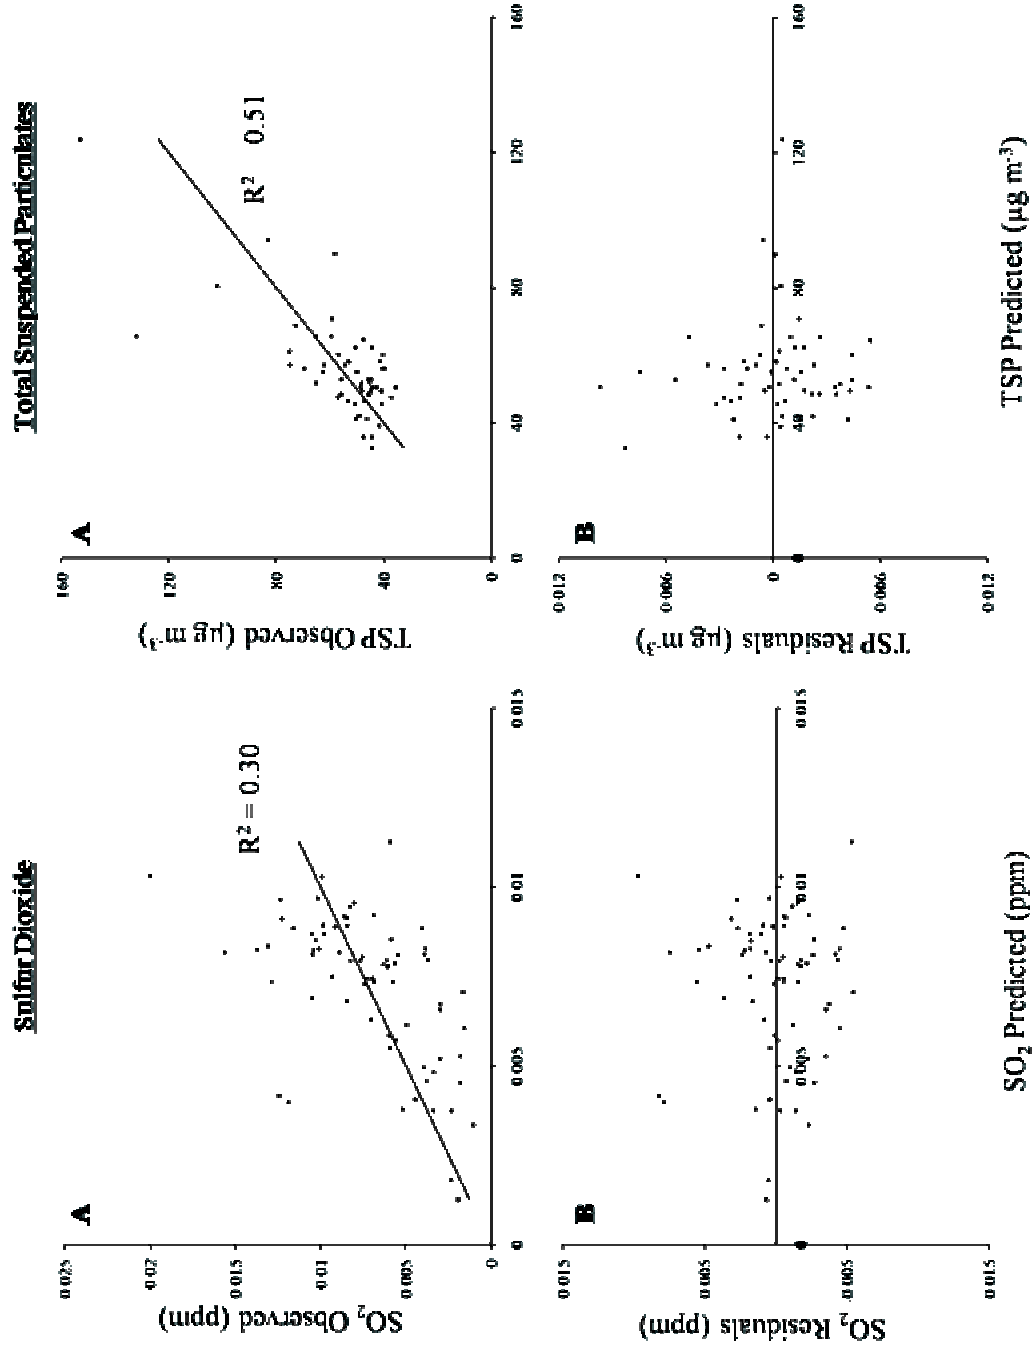 Sulfur Dioxide
Total Suspended Particulates
A
SO2 Observed (ppm)
0.025
0.02
0.015
0.01
0.005
0
0
0.005
0.01
0.015
R2 = 0.30
A
TSP Observed (μg m-3)
160
120
80
40
0
0
40
80
120
160
R2 0.51
B
SO2 Residuals (ppm)
0.015
0.005
0.005
0.015
0
0.005
0.01
0.015
SO2 Predicted (ppm)
B
TSP Residuals (μg m-3)
0.012
0.006
0
0.006
0.012
0
40
80
120
160
TSP Predicted (μg m-3)